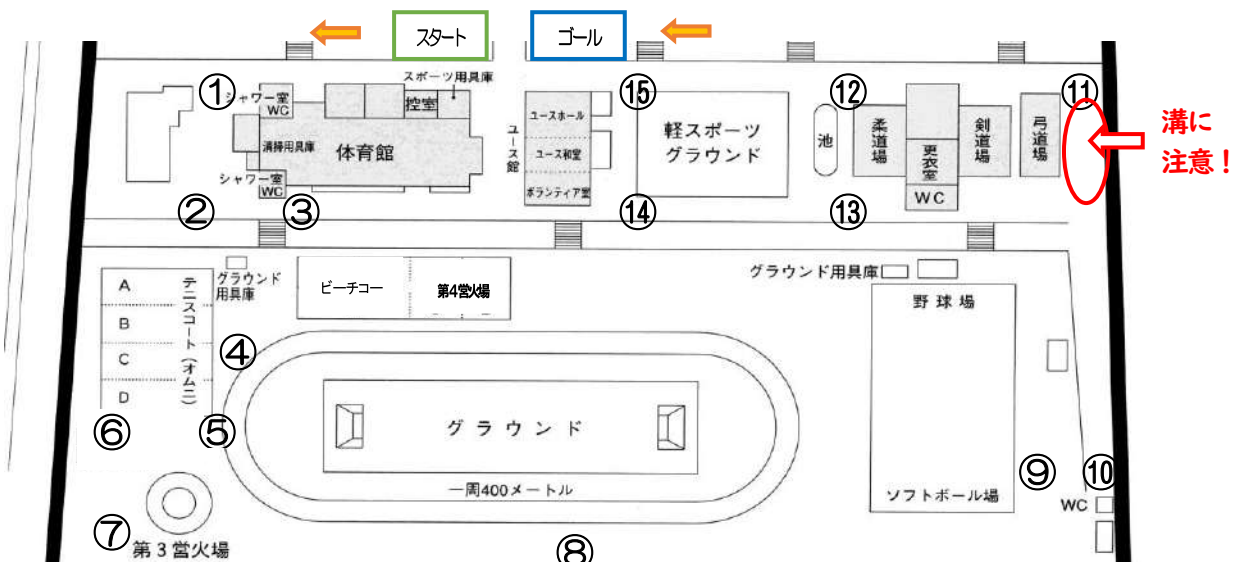 スタート
ゴール
スポーツ用具庫
①
シャワー室
WC
控室
清掃用具庫
体育館
シャワー室
WC
②
③
ユース館
ユースホール
ユース和室
ボランティア室
⑮
軽スポーツ
グラウンド
⑭
⑫
池
⑬
柔道場
更衣室
WC
剣道場
弓道場
⑪
溝に
注意！
A
B
C
D
テニスコート(オムニ)
グラウンド
用具庫
ビーチコー
第4営火場
グラウンド用具庫
野球場
④
⑤
⑥
グラウンド
一周400メートル
ソフトボール場
⑨
⑩
WC
⑦
第3営火場
⑧